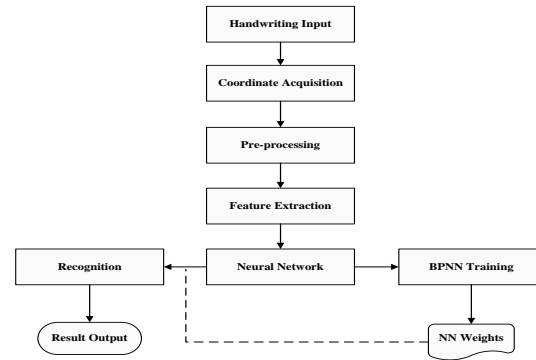 Handwriting Input
Coordinate Acquisition
Pre-processing
Feature Extraction
Recognition
Neural Network
BPNN Training
Result Output
NN Weights